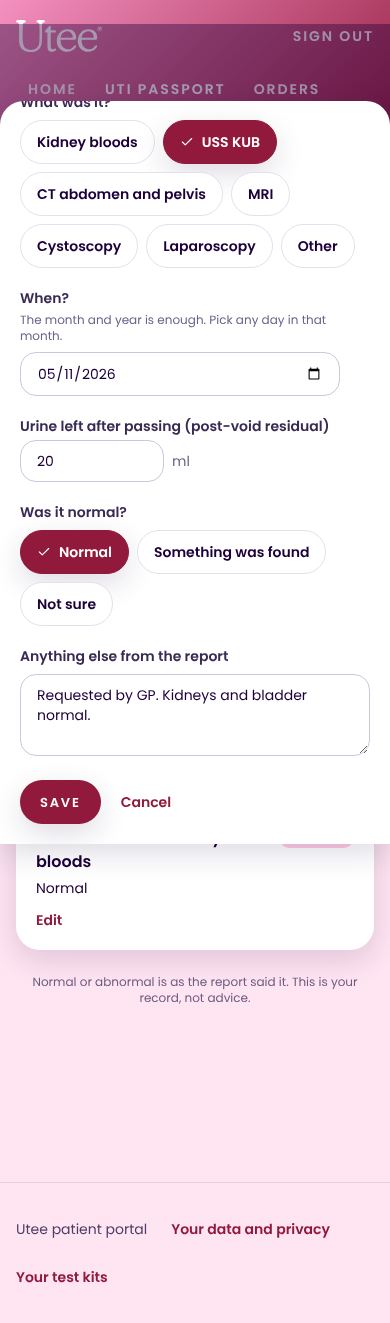 Utee®
SIGN OUT
HOME UTI PASSPORT ORDERS
What was it?
Kidney bloods
USS KUB
CT abdomen and pelvis
MRI
Cystoscopy
Laparoscopy
Other
When?
The month and year is enough. Pick any day in that
month.
05/11/2026
Urine left after passing (post-void residual)
20
ml
Was it normal?
Normal
Something was found
Not sure
Anything else from the report
Requested by GP. Kidneys and bladder
normal.
SAVE
Cancel
bloods
Normal
Edit
Normal or abnormal is as the report said it. This is your
record, not advice.
Utee patient portal
Your data and privacy
Your test kits